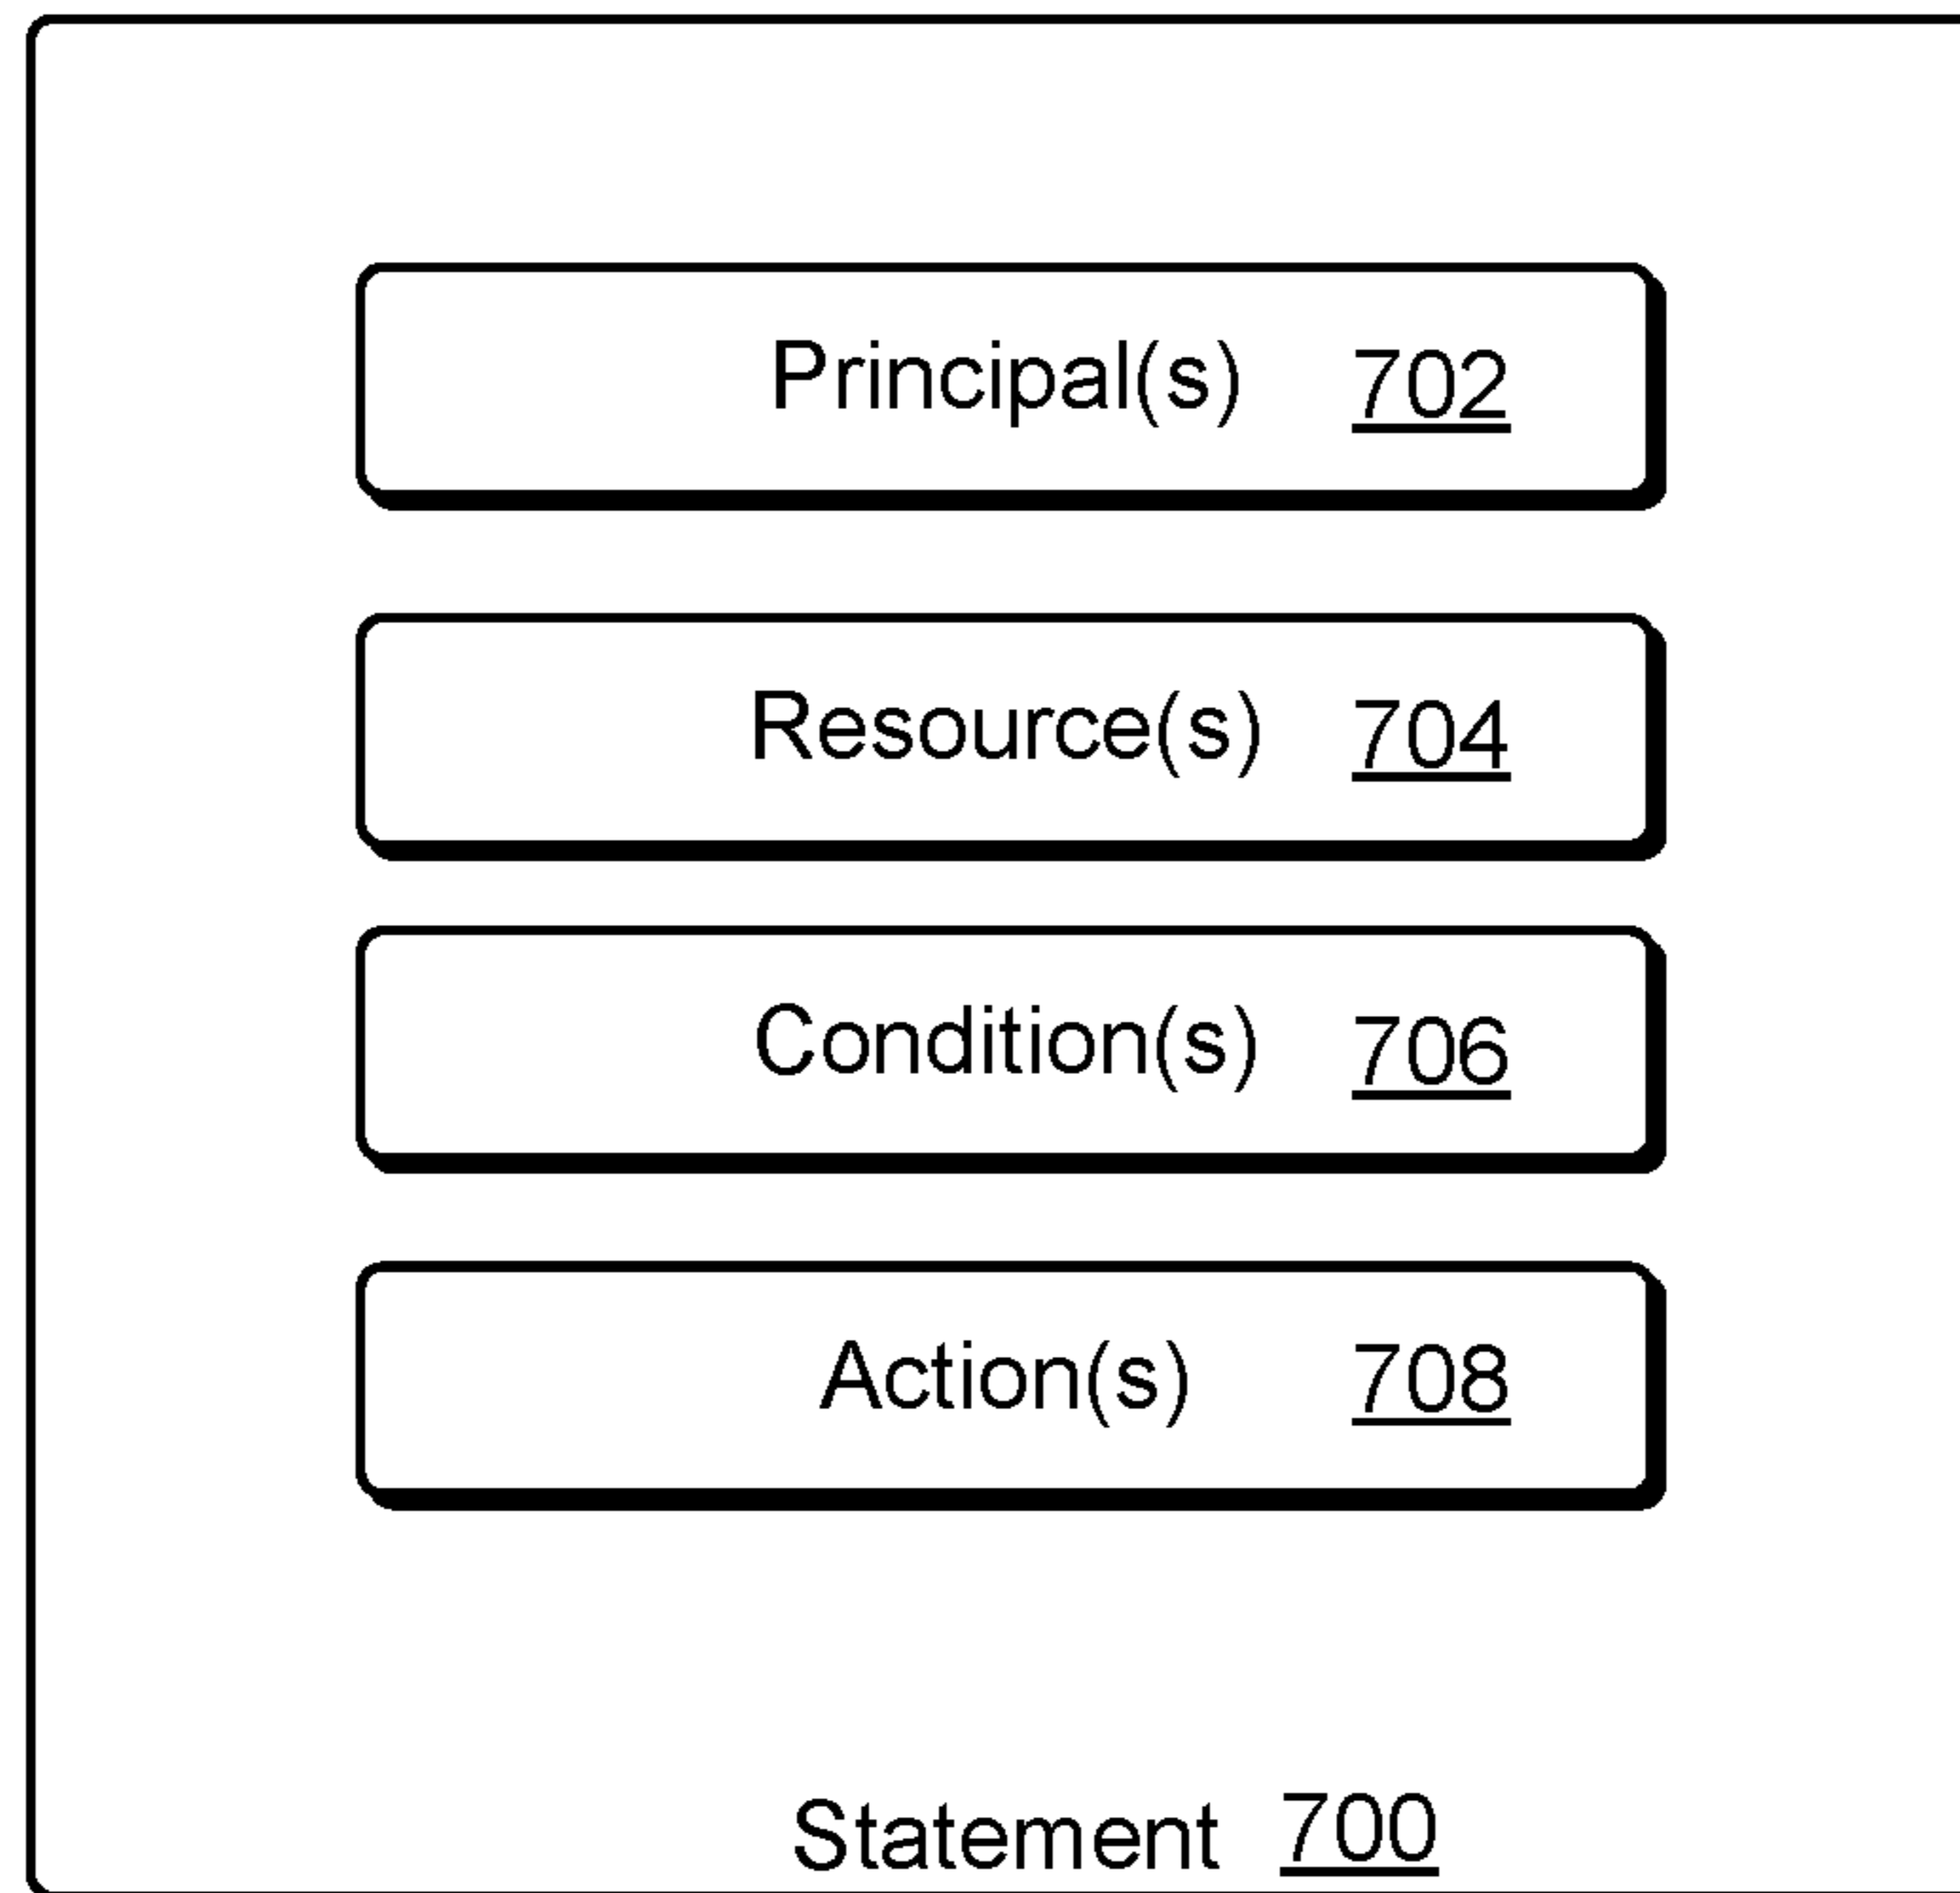 Principal(s) 702
Resource(s) 704
Condition(s) 706
Action(s) 708
Statement 700